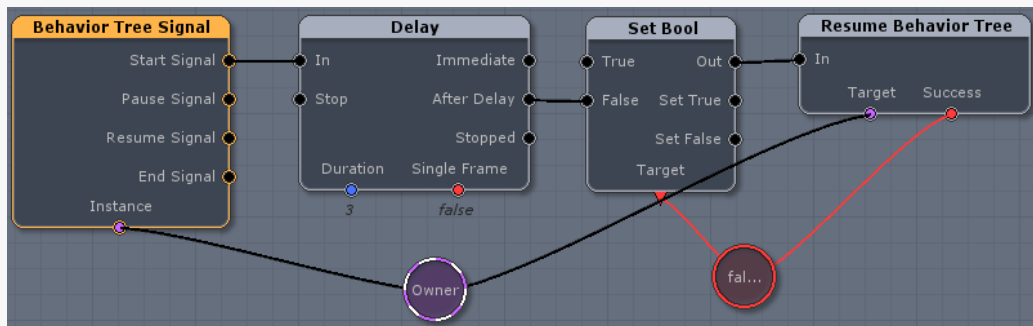 Behavior Tree Signal
Start Signal
Pause Signal
Resume Signal
End Signal
Instance
Delay
In
Immediate
Stop
After Delay
Stopped
Duration
Single Frame
3
false
Set Bool
True
Out
False
Set True
Set False
Target
Resume Behavior Tree
In
Target
Success
Owner
fal...